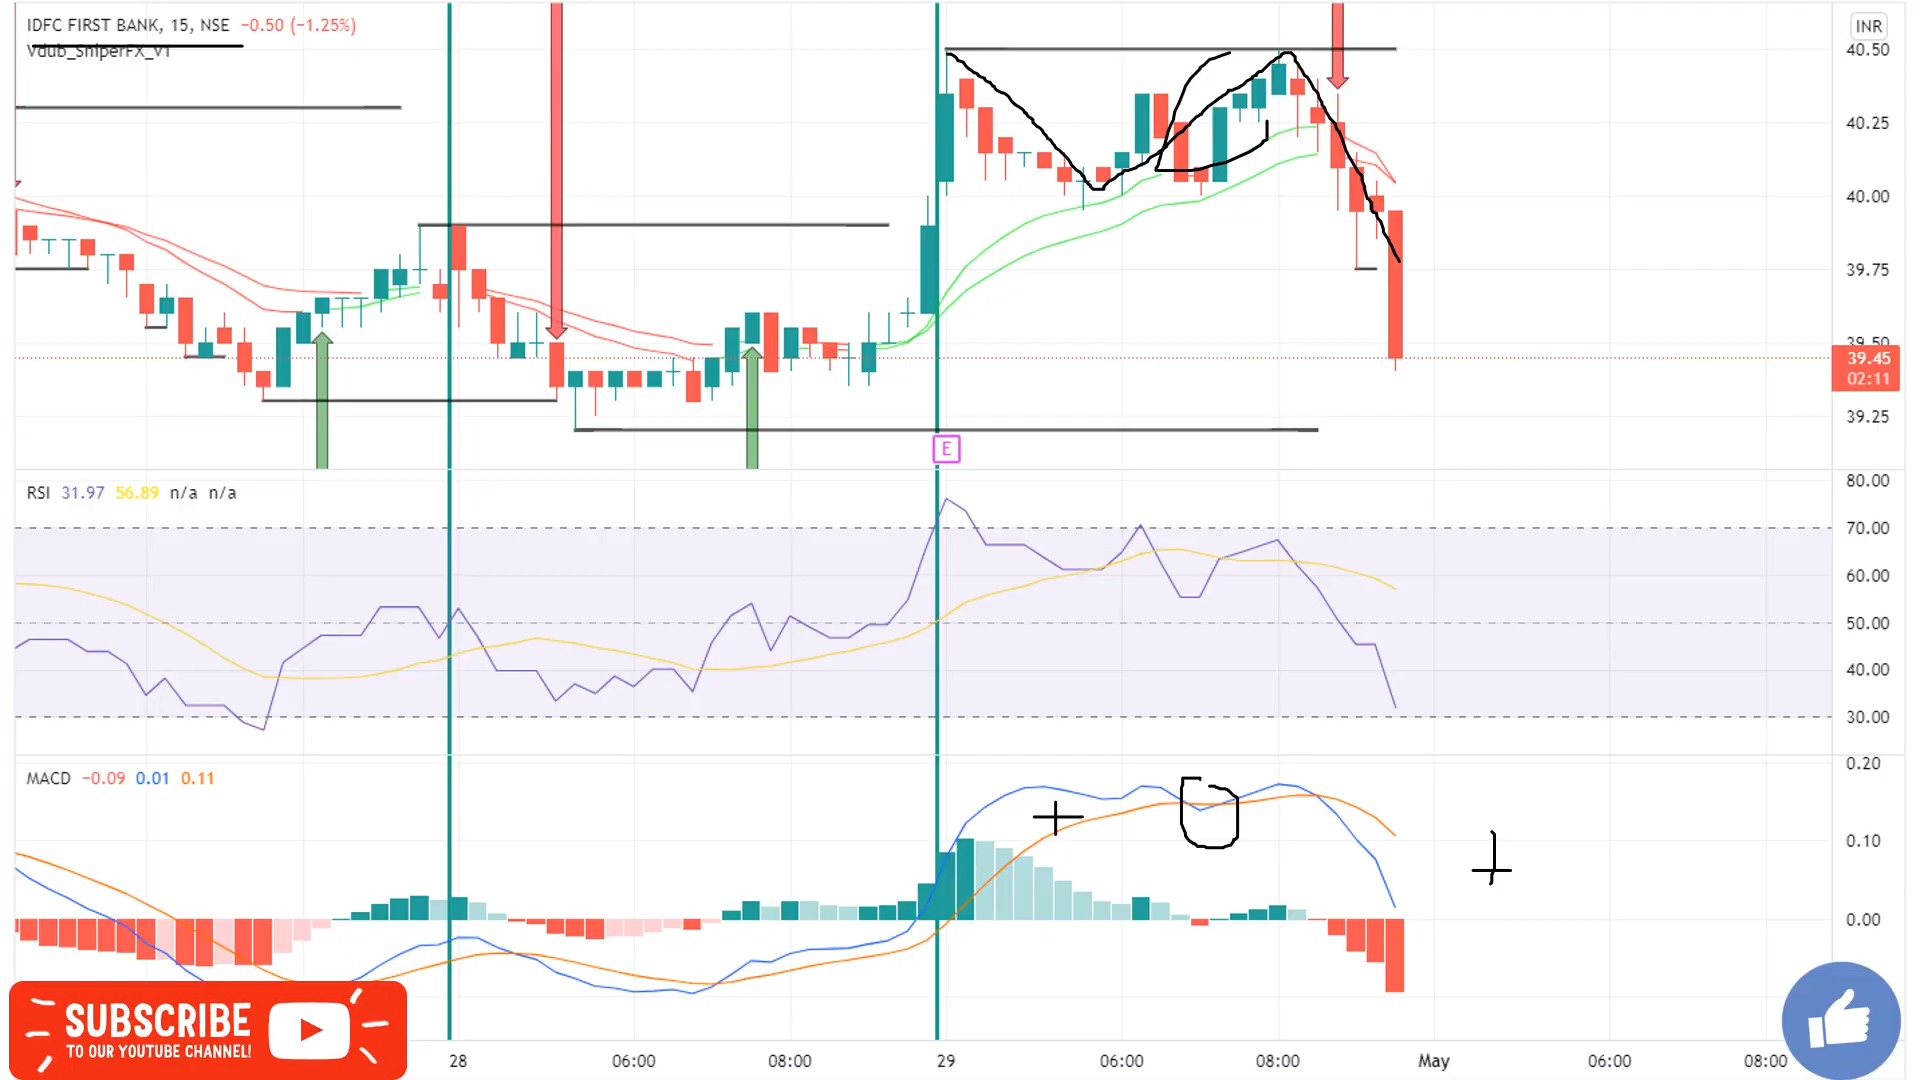 IDFC FIRST BANK, 15, NSE −0.50 (−1.25%)
Vdub_SniperFX_v1
INR
40.50
40.25
40.00
39.75
39.50
39.45
02:11
39.25
E
RSI 31.97 56.89 n/a n/a
80.00
70.00
60.00
50.00
40.00
30.00
MACD −0.09 0.01 0.11
0.20
0.10
0.00
SUBSCRIBE
TO OUR YOUTUBE CHANNEL!
28 06:00 08:00 29 06:00 08:00 May 06:00 08:00